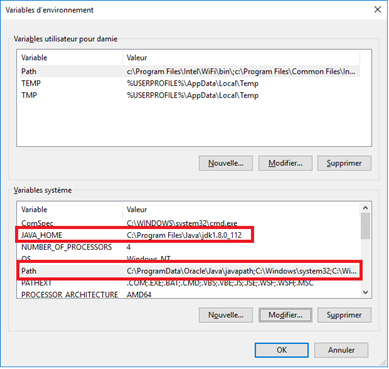 Variables d'environnement
Variables utilisateur pour damie
Variable Valeur
Path c:\Program Files\Intel\WiFi\bin\;c:\Program Files\Common Files\In...
TEMP %USERPROFILE%\AppData\Local\Temp
TMP %USERPROFILE%\AppData\Local\Temp
Nouvelle... Modifier... Supprimer
Variables système
Variable Valeur
ComSpec C:\WINDOWS\system32\cmd.exe
JAVA_HOME C:\Program Files\Java\jdk1.8.0_112
NUMBER_OF_PROCESSORS 4
OS Windows_NT
Path C:\ProgramData\Oracle\Java\javapath;C:\Windows\system32;C:\Wi...
PATHEXT .COM;.EXE;.BAT;.CMD;.VBS;.VBE;.JS;.JSE;.WSF;.WSH;.MSC
PROCESSOR_ARCHITECTURE AMD64
Nouvelle... Modifier... Supprimer
OK Annuler